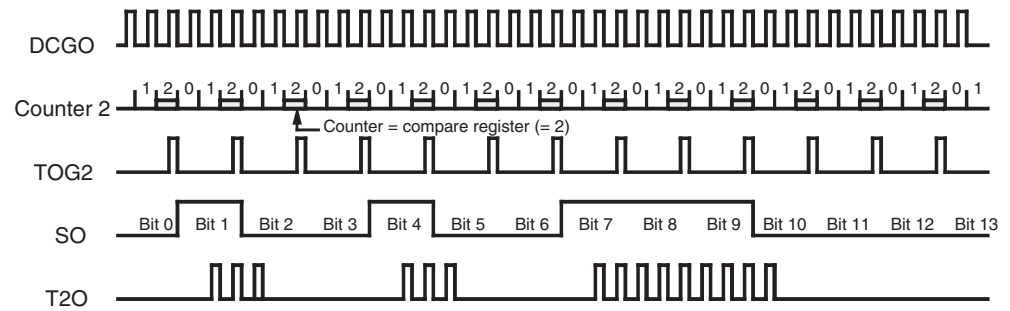 DCGO
Counter 2
1 2 0 1 2 0 1 2 0 1 2 0 1 2 0 1 2 0 1 2 0 1 2 0 1 2 0 1 2 0 1 2 0 1 2 0 1 2 0 1
Counter = compare register (= 2)
TOG2
SO
Bit 0 Bit 1 Bit 2 Bit 3 Bit 4 Bit 5 Bit 6 Bit 7 Bit 8 Bit 9 Bit 10 Bit 11 Bit 12 Bit 13
T2O